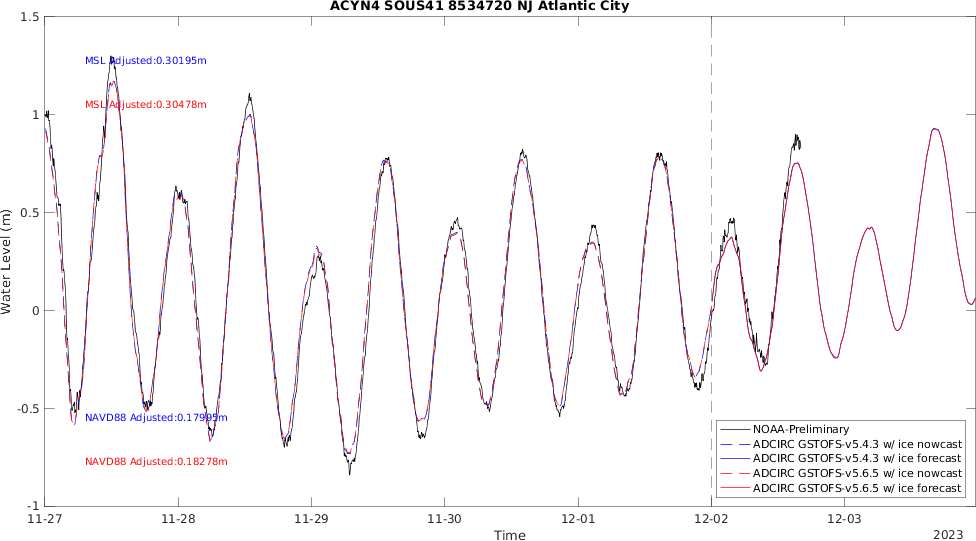 ACYN4 SOUS41 8534720 NJ Atlantic City
1.5
1
0.5
0
-0.5
-1
Water Level (m)
MSL Adjusted:0.30195m
MSL Adjusted:0.30478m
NAVD88 Adjusted:0.17995m
NAVD88 Adjusted:0.18278m
NOAA-Preliminary
ADCIRC GSTOFS-v5.4.3 w/ ice nowcast
ADCIRC GSTOFS-v5.4.3 w/ ice forecast
ADCIRC GSTOFS-v5.6.5 w/ ice nowcast
ADCIRC GSTOFS-v5.6.5 w/ ice forecast
11-27 11-28 11-29 11-30 12-01 12-02 12-03
Time
2023